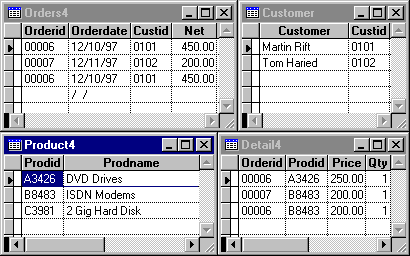 Orders4
Orderid Orderdate Custid Net
00006 12/10/97 0101 450.00
00007 12/11/97 0102 200.00
00006 12/10/97 0101 450.00
/ /
Customer
Customer Custid
Martin Rift 0101
Tom Haried 0102
Product4
Prodid Prodname
A3426 DVD Drives
B8483 ISDN Modems
C3981 2 Gig Hard Disk
Detail4
Orderid Prodid Price Qty
00006 A3426 250.00 1
00006 B8483 200.00 1
00007 B8483 200.00 1